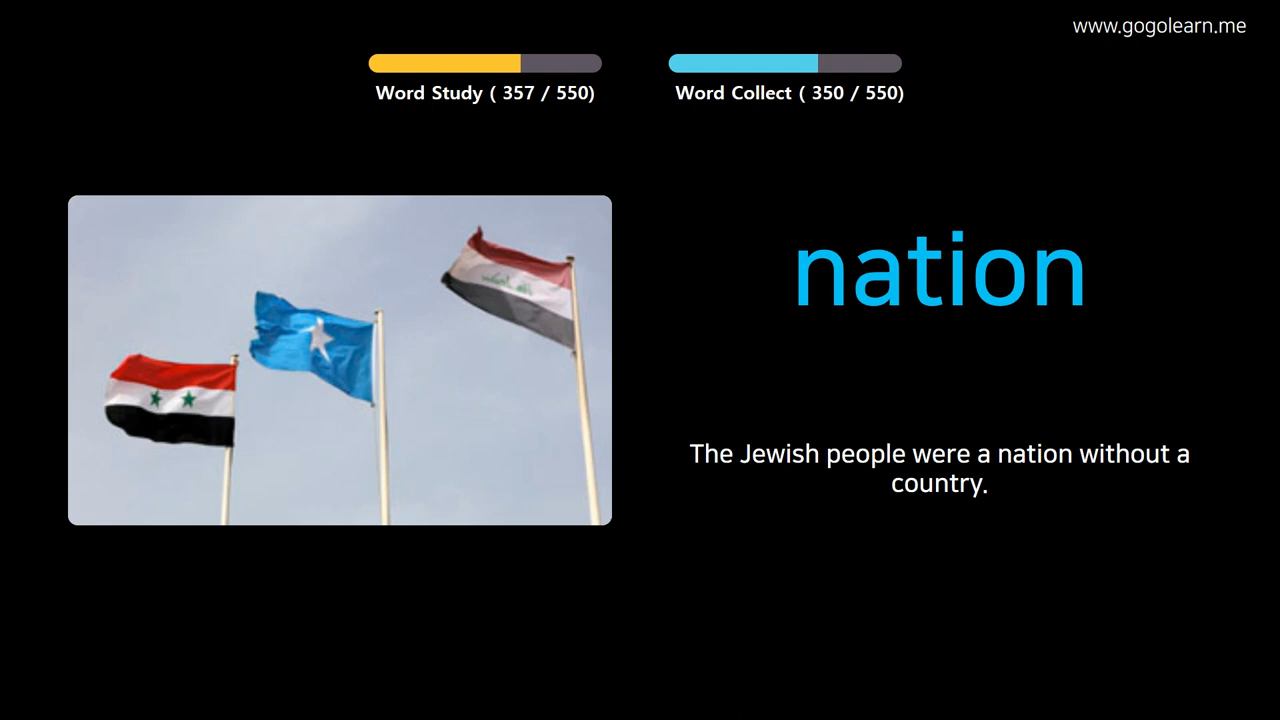 www.gogolearn.me
Word Study ( 357 / 550)
Word Collect ( 350 / 550)
nation
The Jewish people were a nation without a
country.